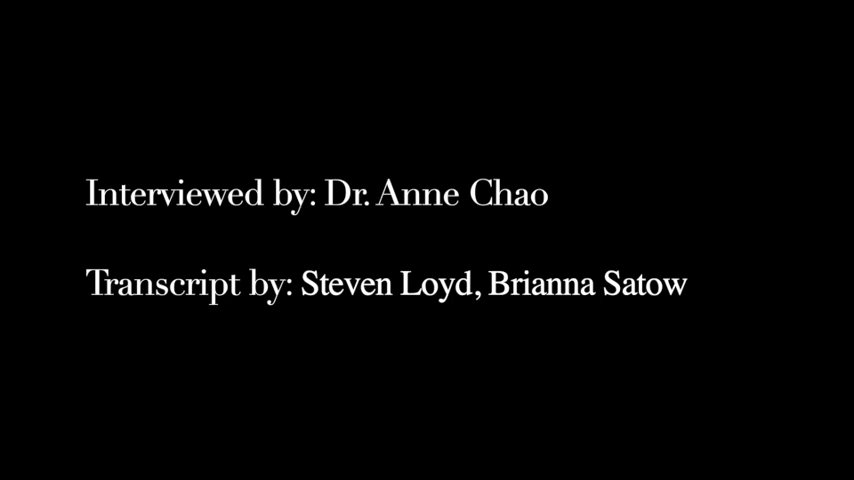 Interviewed by: Dr. Anne Chao
Transcript by: Steven Loyd, Brianna Satow